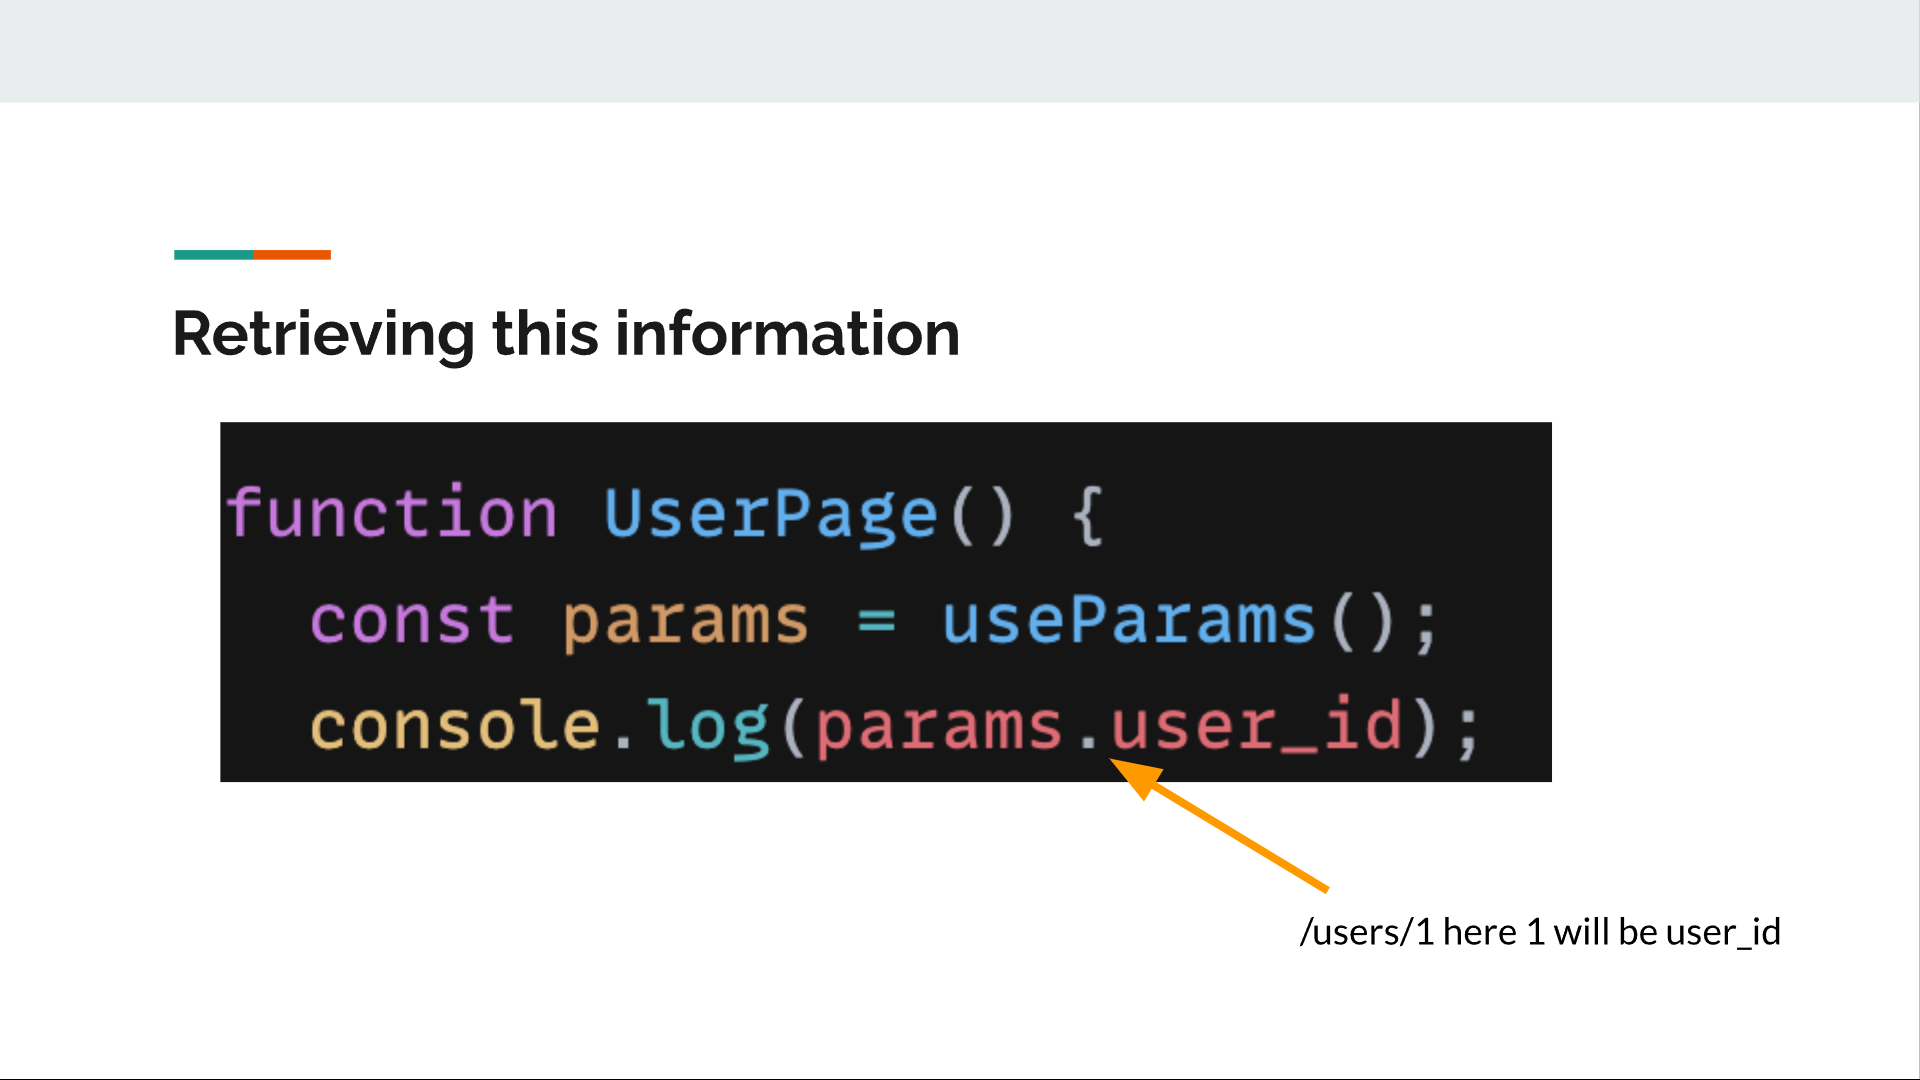 Retrieving this information
function UserPage() {
  const params = useParams();
  console.log(params.user_id);
/users/1 here 1 will be user_id